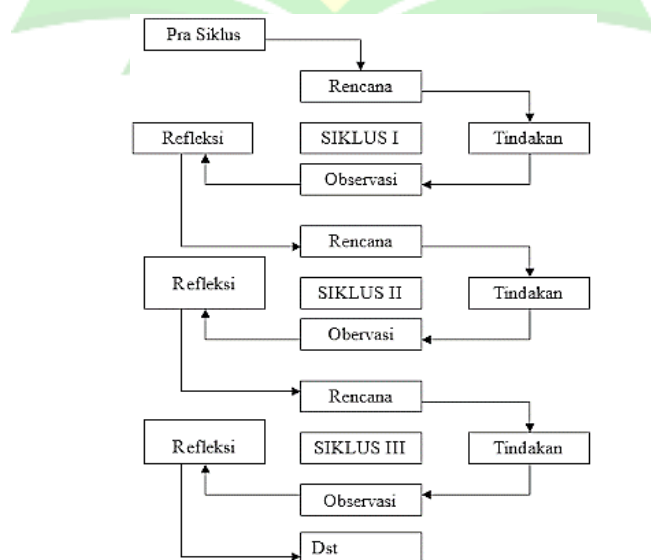 Pra Siklus
Rencana
Refleksi
SIKLUS I
Tindakan
Observasi
Rencana
Refleksi
SIKLUS II
Tindakan
Obervasi
Rencana
Refleksi
SIKLUS III
Tindakan
Observasi
Dst